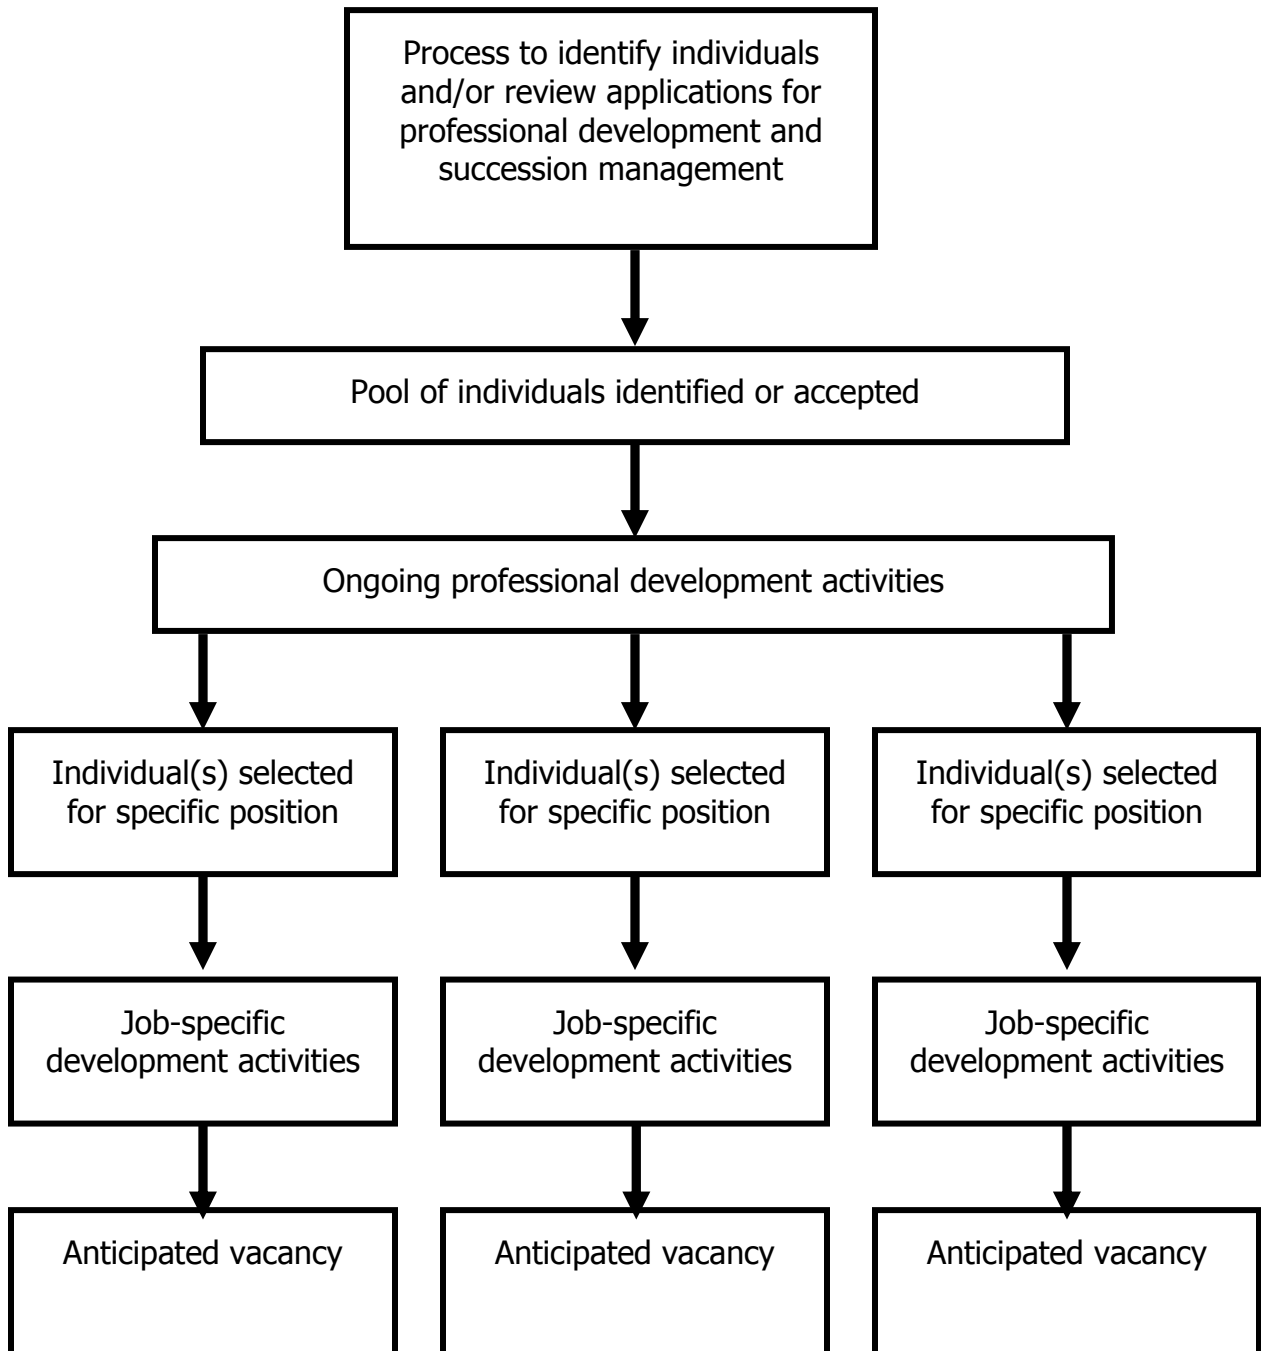 Process to identify individuals
and/or review applications for
professional development and
succession management
Pool of individuals identified or accepted
Ongoing professional development activities
Individual(s) selected
for specific position
Individual(s) selected
for specific position
Individual(s) selected
for specific position
Job-specific
development activities
Job-specific
development activities
Job-specific
development activities
Anticipated vacancy
Anticipated vacancy
Anticipated vacancy